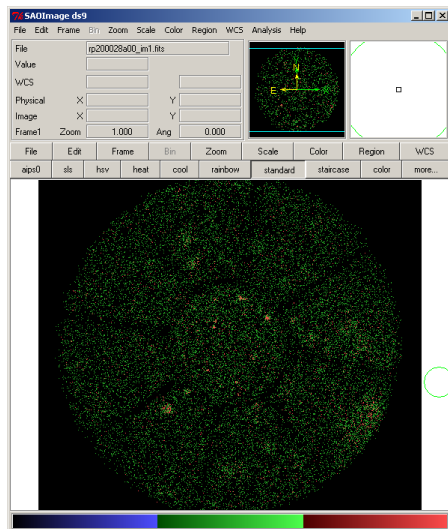 SAOImage ds9
File Edit Frame Bin Zoom Scale Color Region WCS Analysis Help
File rp200028a00_im1.fits
Value
WCS
Physical X Y
Image X Y
Frame1 Zoom 1.000 Ang 0.000
N
E
File Edit Frame Bin Zoom Scale Color Region WCS
aips0 sls hsv heat cool rainbow standard staircase color more...